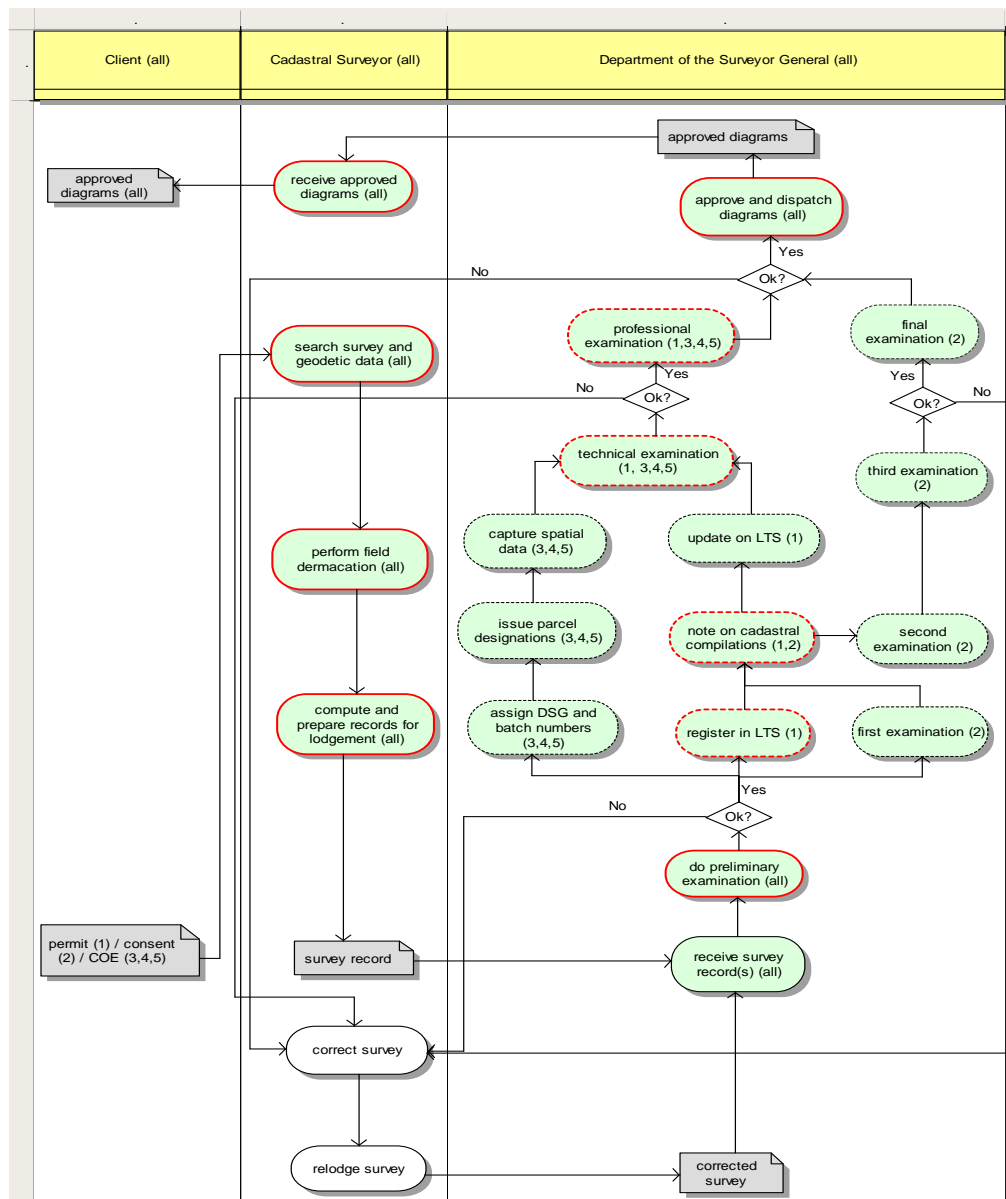 Client (all)
Cadastral Surveyor (all)
Department of the Surveyor General (all)
approved diagrams
approved
diagrams (all)
receive approved
diagrams (all)
approve and dispatch
diagrams (all)
Yes
No
Ok?
search survey and
geodetic data (all)
professional
examination (1,3,4,5)
final
examination (2)
Yes
No
Ok?
Yes
No
Ok?
technical examination
(1, 3,4,5)
third examination
(2)
perform field
dermacation (all)
capture spatial
data (3,4,5)
update on LTS (1)
issue parcel
designations (3,4,5)
note on cadastral
compilations (1,2)
second
examination (2)
compute and
prepare records for
lodgement (all)
assign DSG and
batch numbers
(3,4,5)
register in LTS (1)
first examination (2)
Yes
No
Ok?
do preliminary
examination (all)
permit (1) / consent
(2) / COE (3,4,5)
survey record
receive survey
record(s) (all)
correct survey
relodge survey
corrected
survey